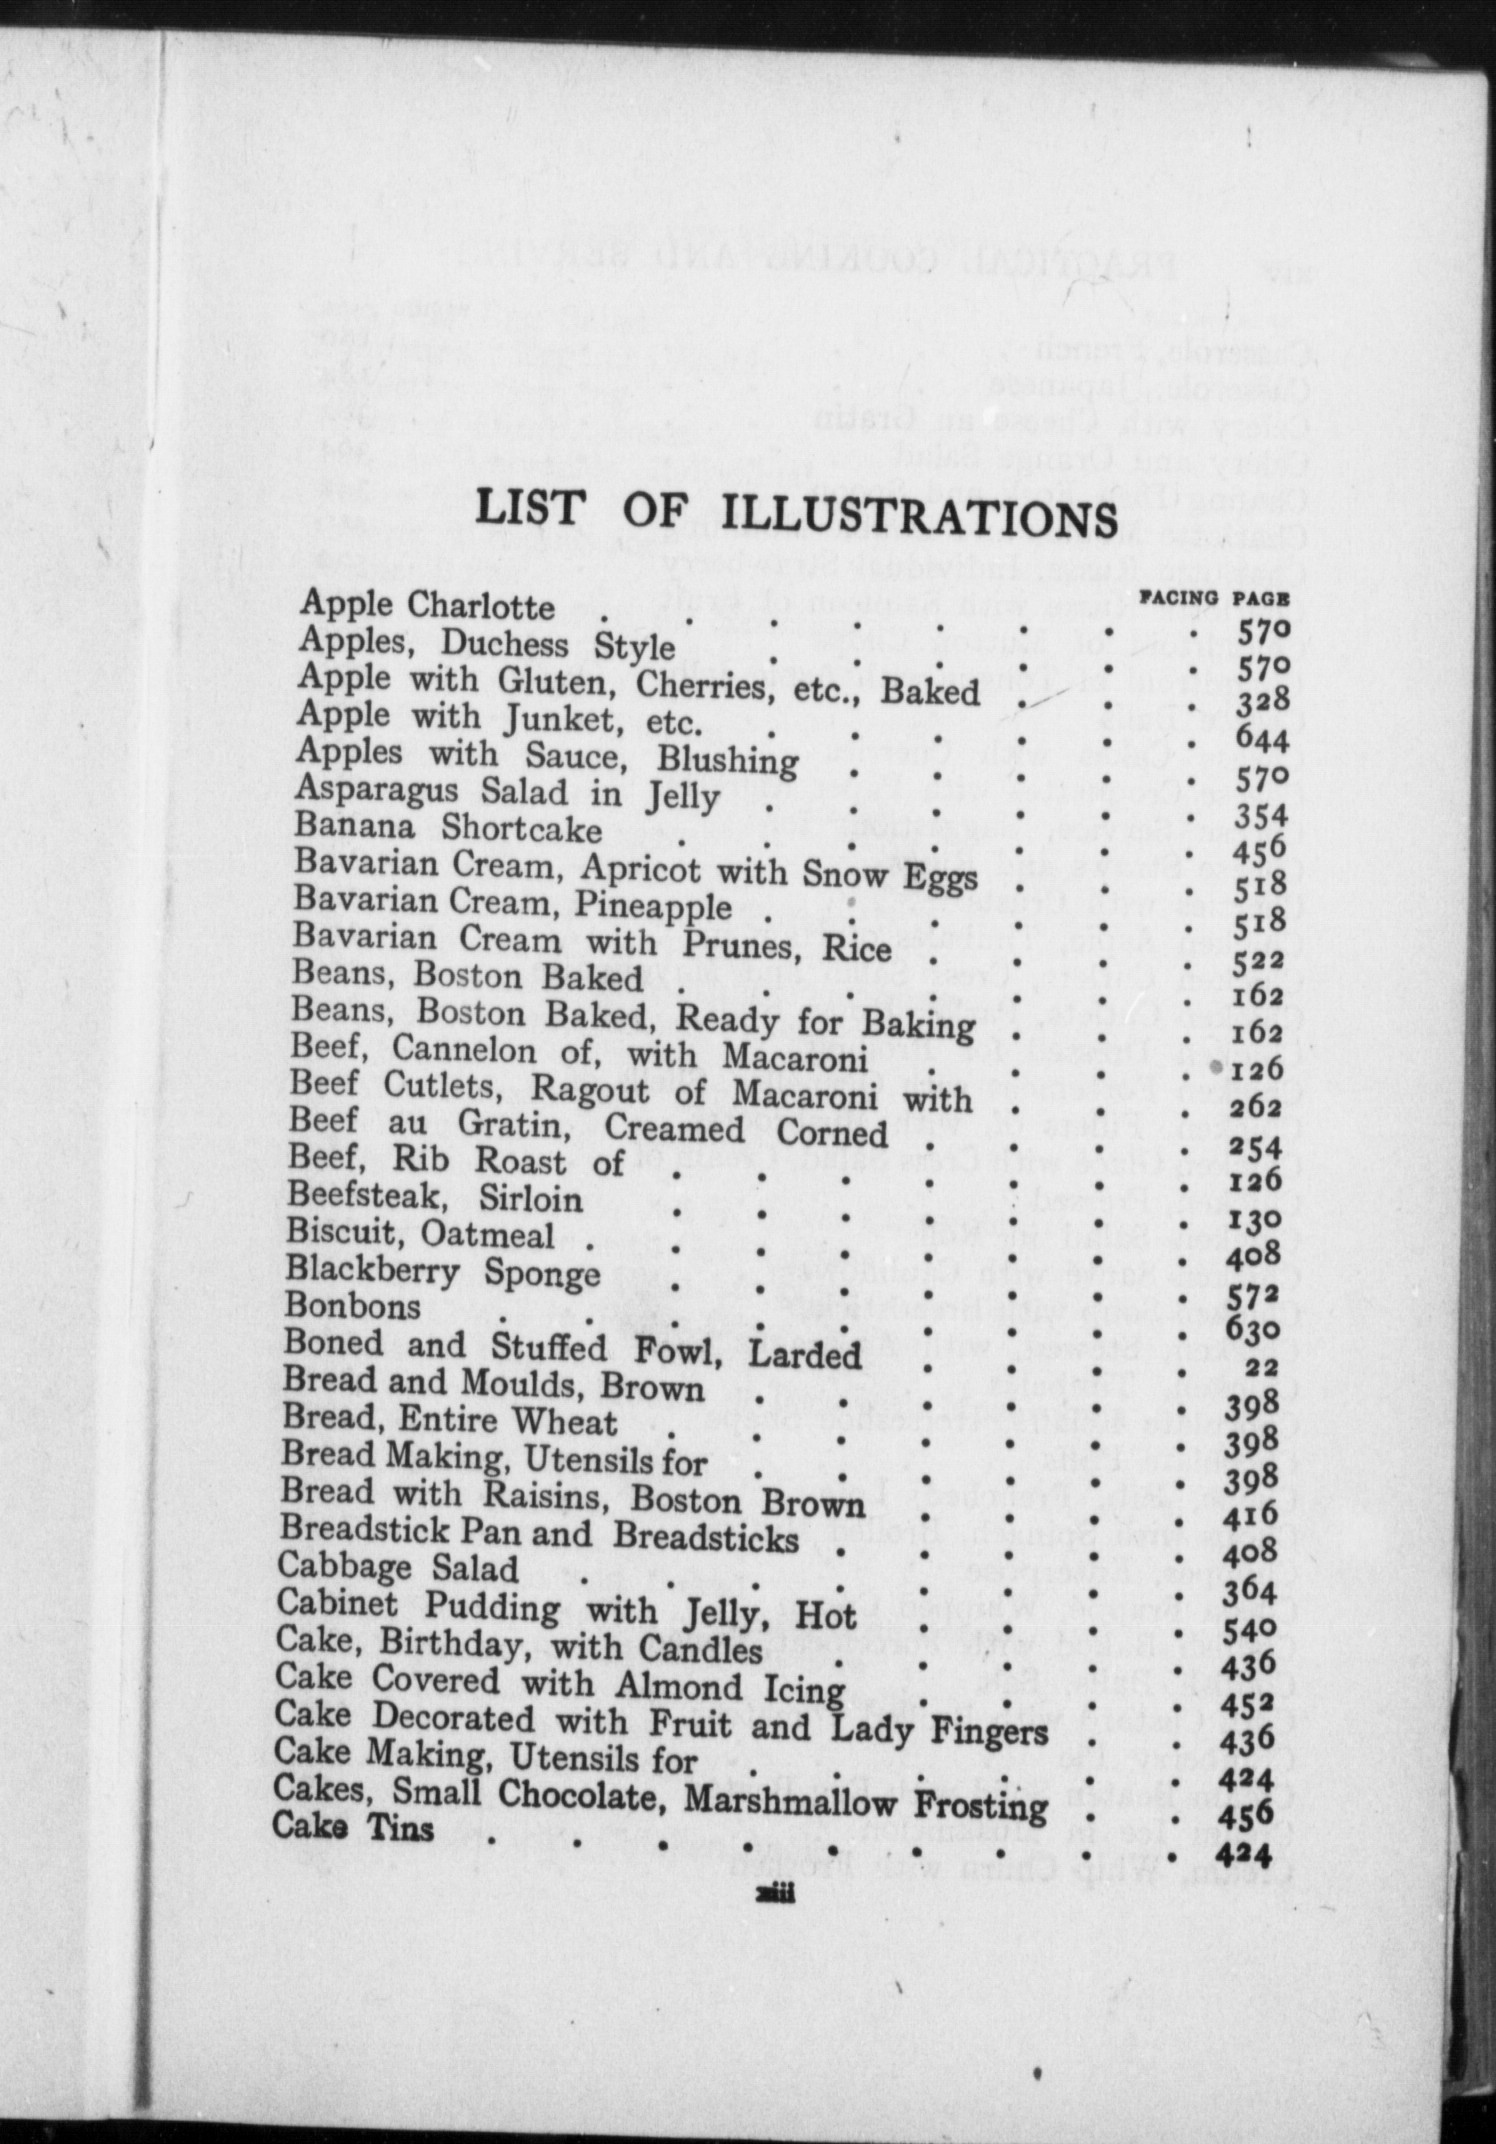 LIST OF ILLUSTRATIONS
FACING PAGE
Apple Charlotte . . . . . . . . 570
Apples, Duchess Style . . . . . . 570
Apple with Gluten, Cherries, etc., Baked . . . 328
Apple with Junket, etc. . . . . . . 644
Apples with Sauce, Blushing . . . . . 570
Asparagus Salad in Jelly . . . . . . 354
Banana Shortcake . . . . . . . 456
Bavarian Cream, Apricot with Snow Eggs . . . 518
Bavarian Cream, Pineapple . . . . . . 518
Bavarian Cream with Prunes, Rice . . . . 522
Beans, Boston Baked . . . . . . . 162
Beans, Boston Baked, Ready for Baking . . . 162
Beef, Cannelon of, with Macaroni . . . . 126
Beef Cutlets, Ragout of Macaroni with . . . 262
Beef au Gratin, Creamed Corned . . . . 254
Beef, Rib Roast of . . . . . . . 126
Beefsteak, Sirloin . . . . . . . 130
Biscuit, Oatmeal . . . . . . . . 408
Blackberry Sponge . . . . . . . 572
Bonbons . . . . . . . . . 630
Boned and Stuffed Fowl, Larded . . . . 22
Bread and Moulds, Brown . . . . . . 398
Bread, Entire Wheat . . . . . . . 398
Bread Making, Utensils for . . . . . . 398
Bread with Raisins, Boston Brown . . . . 416
Breadstick Pan and Breadsticks . . . . . 408
Cabbage Salad . . . . . . . . 364
Cabinet Pudding with Jelly, Hot . . . . 540
Cake, Birthday, with Candles . . . . . 436
Cake Covered with Almond Icing . . . . 452
Cake Decorated with Fruit and Lady Fingers . . 436
Cake Making, Utensils for . . . . . . 424
Cakes, Small Chocolate, Marshmallow Frosting . . 456
Cake Tins . . . . . . . . . 424
xiii